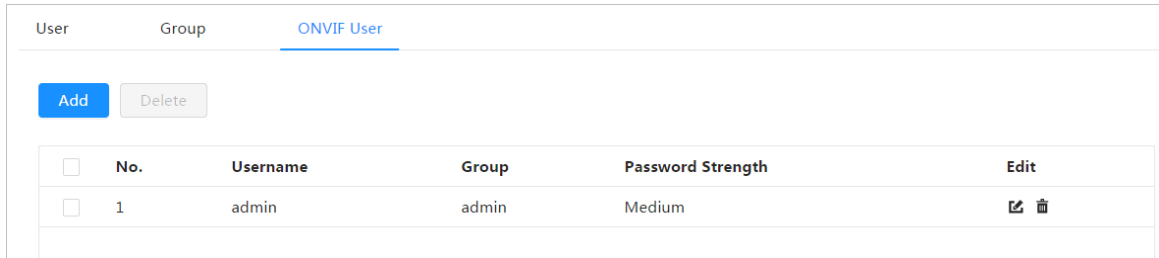 User Group ONVIF User
Add Delete
No. Username Group Password Strength Edit
1 admin admin Medium